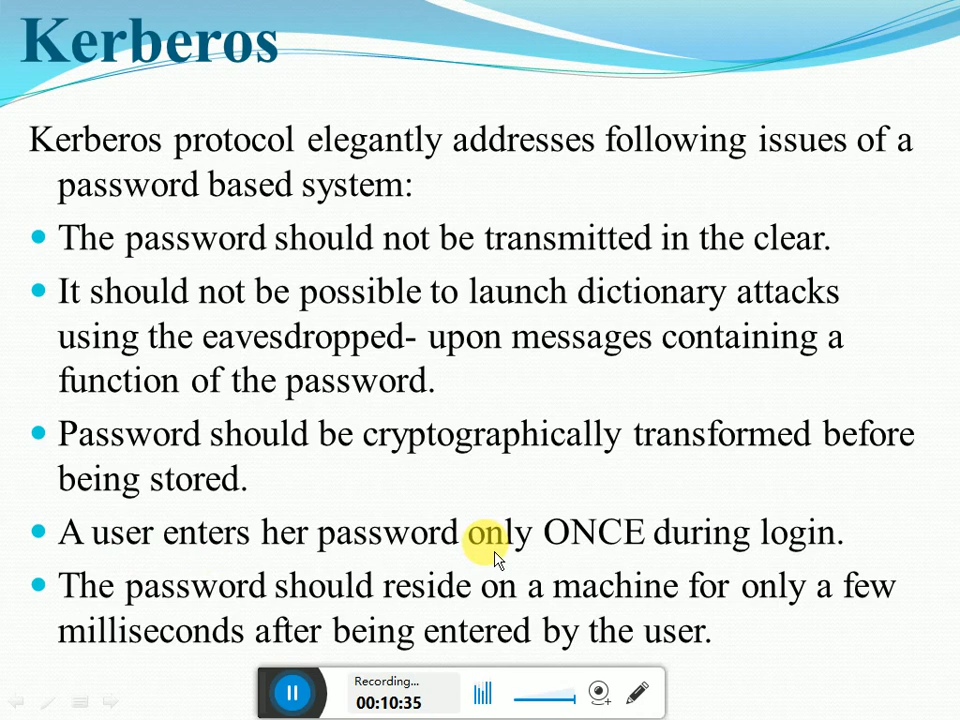 Kerberos
Kerberos protocol elegantly addresses following issues of a
password based system:
The password should not be transmitted in the clear.
It should not be possible to launch dictionary attacks
using the eavesdropped- upon messages containing a
function of the password.
Password should be cryptographically transformed before
being stored.
A user enters her password only ONCE during login.
The password should reside on a machine for only a few
milliseconds after being entered by the user.
Recording...
00:10:35